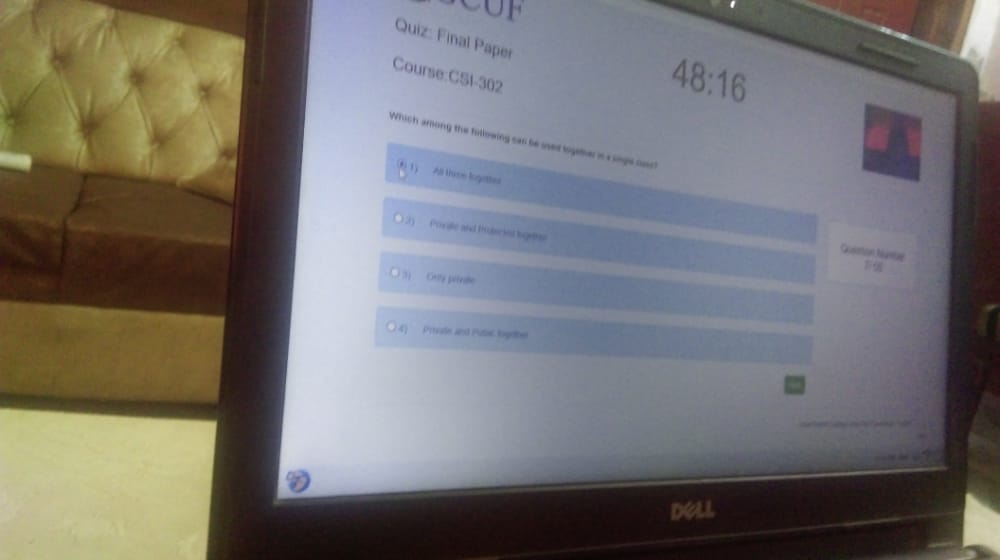 GCUF
Quiz: Final Paper
48:16
Course:CSI-302
Which among the following can be used together in a single class?
1) All three together
2) Private and Protected together
3) Only private
4) Private and Public together
Question Number
DELL